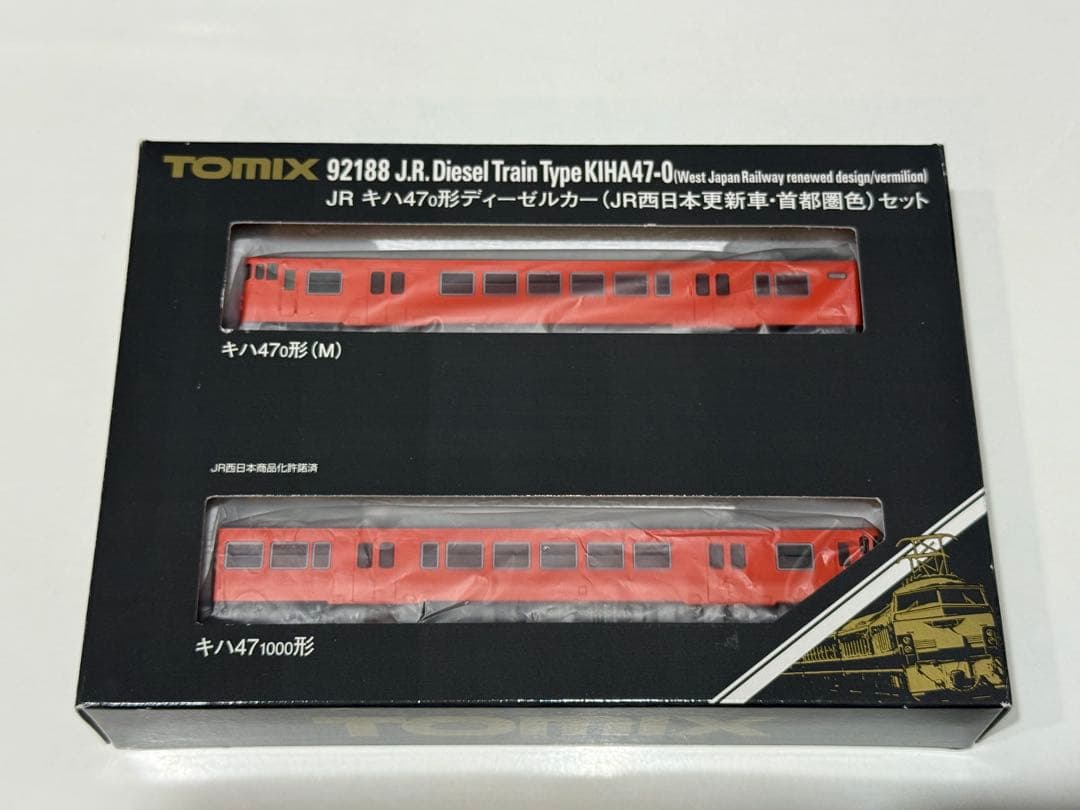 TOMIX 92188 J.R. Diesel Train Type KIHA47-0 (West Japan Railway renewed design/vermilion)
JR キハ470形ディーゼルカー（JR西日本更新車・首都圏色）セット
キハ470形（M）
JR西日本商品化許諾済
キハ471000形
TOMIX